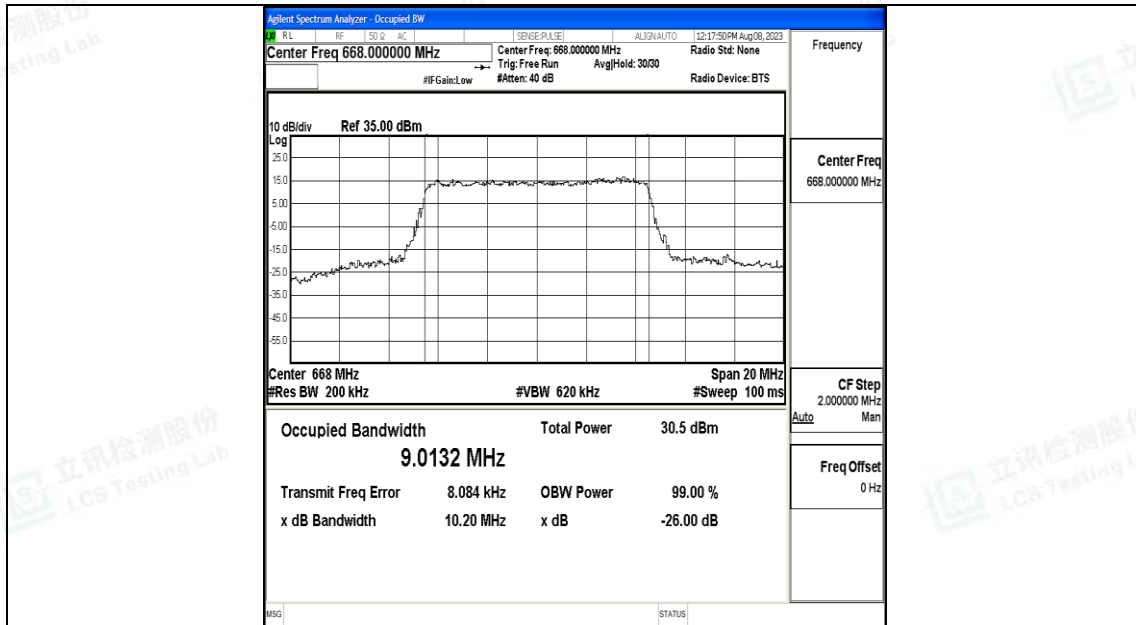 Agilent Spectrum Analyzer - Occupied BW
LXI RL RF 50 Ω AC SENSE:PULSE ALIGN AUTO 12:17:50PM Aug 08, 2023
Center Freq 668.000000 MHz
Center Freq: 668.000000 MHz Radio Std: None
Trig: Free Run Avg|Hold: 30/30
#IFGain:Low #Atten: 40 dB Radio Device: BTS
Frequency
10 dB/div Ref 35.00 dBm
Log
25.0
15.0
5.00
-5.00
-15.0
-25.0
-35.0
-45.0
-55.0
Center 668 MHz Span 20 MHz
#Res BW 200 kHz #VBW 620 kHz #Sweep 100 ms
Center Freq
668.000000 MHz
CF Step
2.000000 MHz
Auto Man
Freq Offset
0 Hz
Occupied Bandwidth Total Power 30.5 dBm
9.0132 MHz
Transmit Freq Error 8.084 kHz OBW Power 99.00 %
x dB Bandwidth 10.20 MHz x dB -26.00 dB
MSG STATUS
立讯检测股份
LCS Testing Lab
立讯检测股份
LCS Testing L